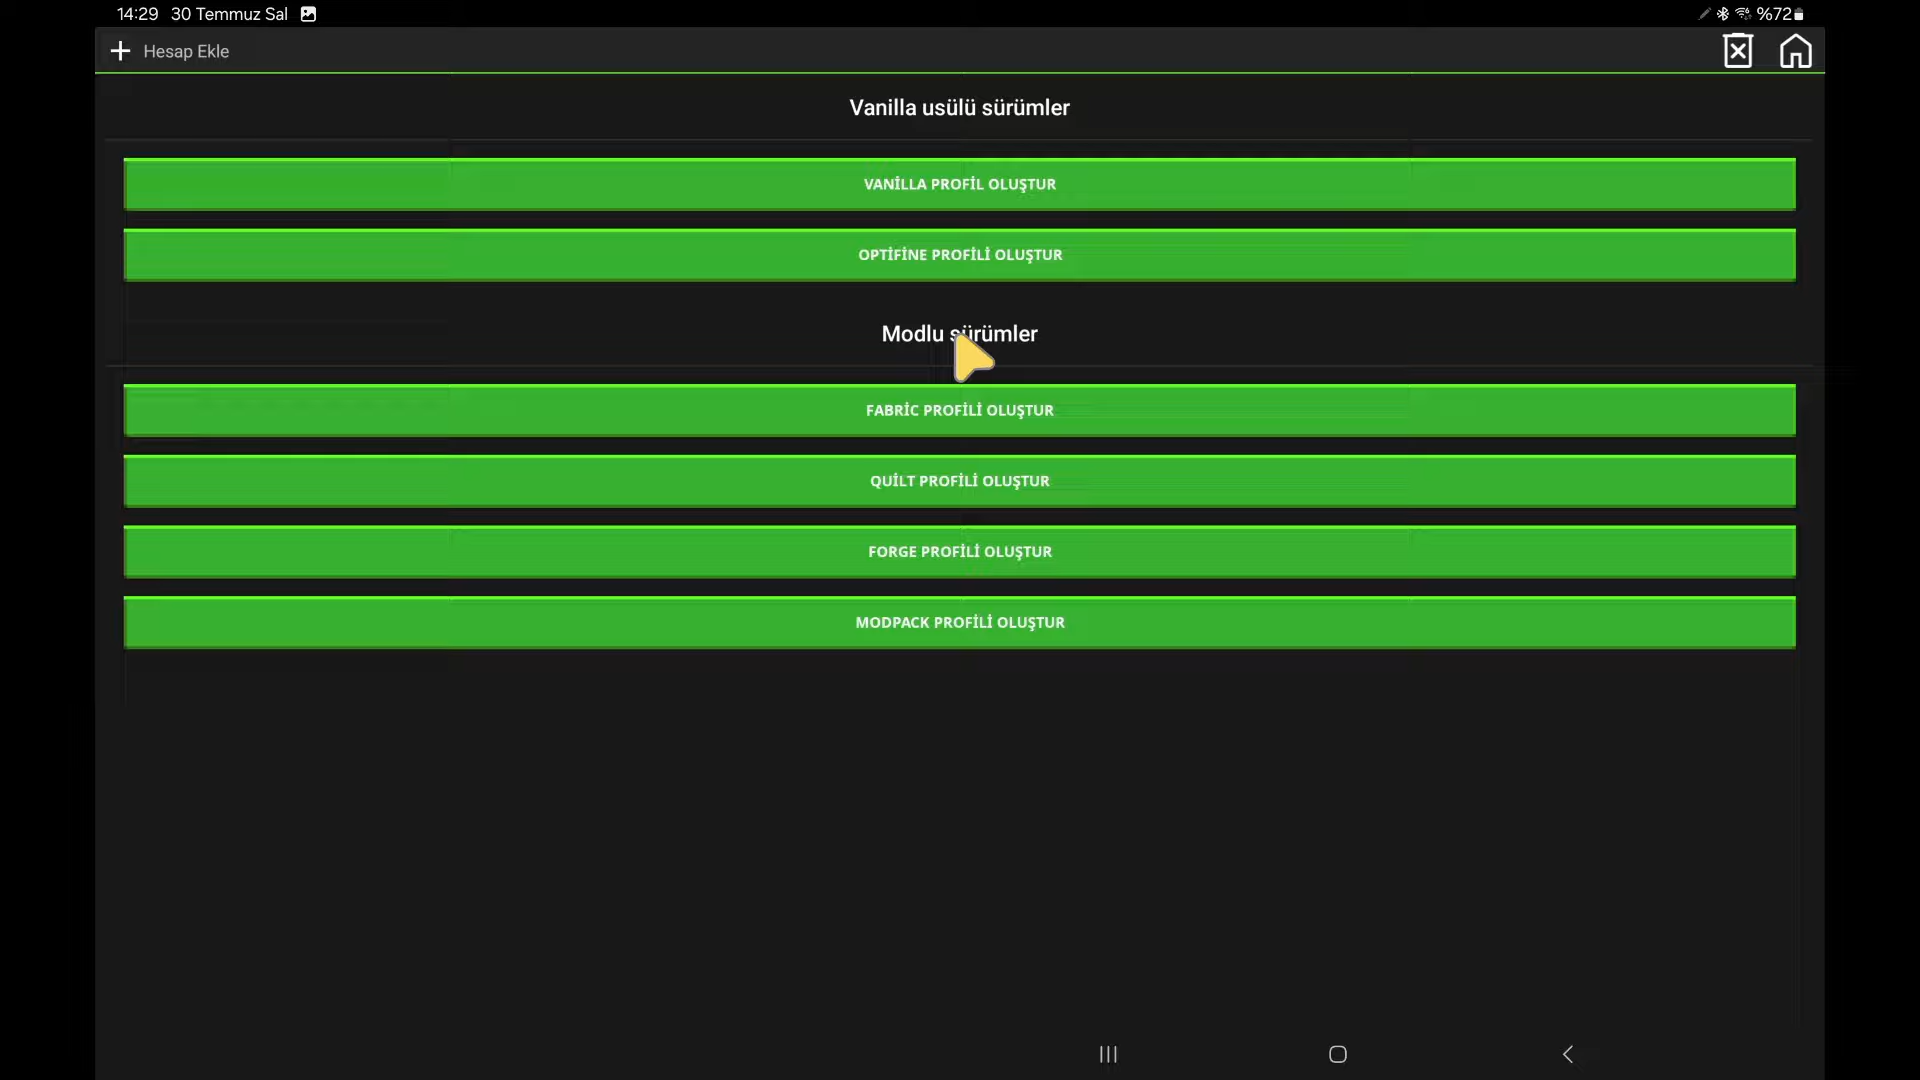 14:29 30 Temmuz Sal %72
Hesap Ekle
Vanilla usülü sürümler
VANİLLA PROFİL OLUŞTUR
OPTİFİNE PROFİLİ OLUŞTUR
Modlu sürümler
FABRİC PROFİLİ OLUŞTUR
QUİLT PROFİLİ OLUŞTUR
FORGE PROFİLİ OLUŞTUR
MODPACK PROFİLİ OLUŞTUR